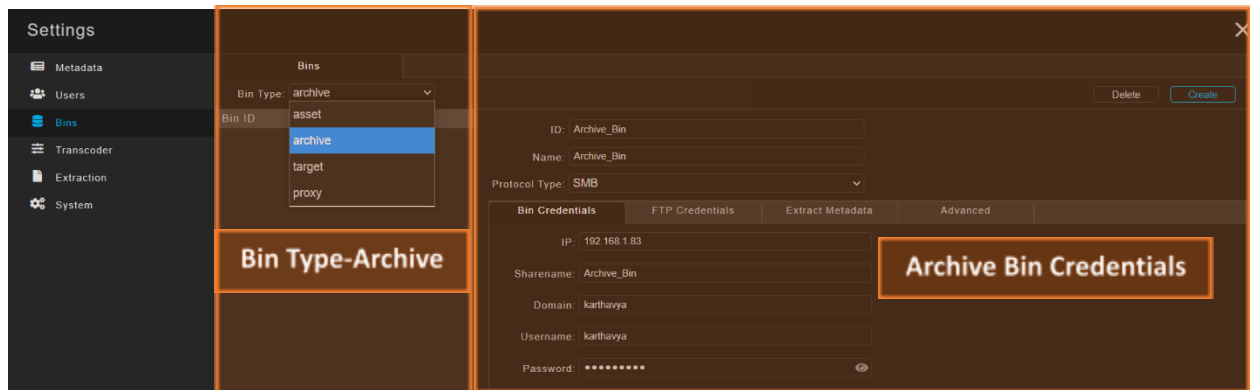 Settings
Metadata
Users
Bins
Transcoder
Extraction
System
Bins
Bin Type: archive
Bin ID
asset
archive
target
proxy
Bin Type-Archive
Delete
Create
ID: Archive_Bin
Name: Archive_Bin
Protocol Type: SMB
Bin Credentials FTP Credentials Extract Metadata Advanced
IP: 192.168.1.83
Sharename: Archive_Bin
Domain: karthavya
Username: karthavya
Password: •••••••••
Archive Bin Credentials